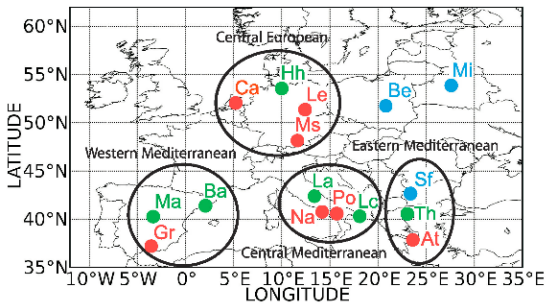 60°N
Central European
55°N
Hh
Mi
Ca
Le
Be
50°N
Ms
Western Mediterranean
Eastern Mediterranean
45°N
La
Sf
Ma
Ba
Po
Lc
Th
40°N
Na
Gr
At
Central Mediterranean
35°N
10°W 5°W 0° 5°E 10°E 15°E 20°E 25°E 30°E 35°E
LONGITUDE
LATITUDE